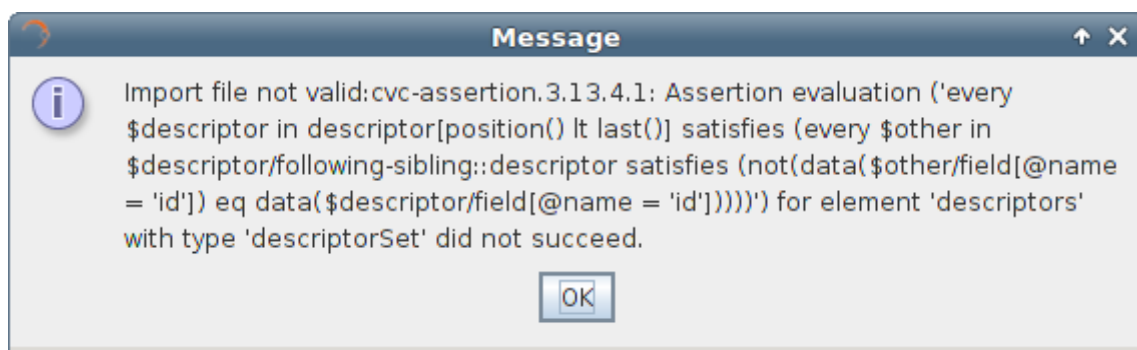 Message
Import file not valid:cvc-assertion.3.13.4.1: Assertion evaluation ('every
$descriptor in descriptor[position() lt last()] satisfies (every $other in
$descriptor/following-sibling::descriptor satisfies (not(data($other/field[@name
= 'id']) eq data($descriptor/field[@name = 'id']))))') for element 'descriptors'
with type 'descriptorSet' did not succeed.
OK